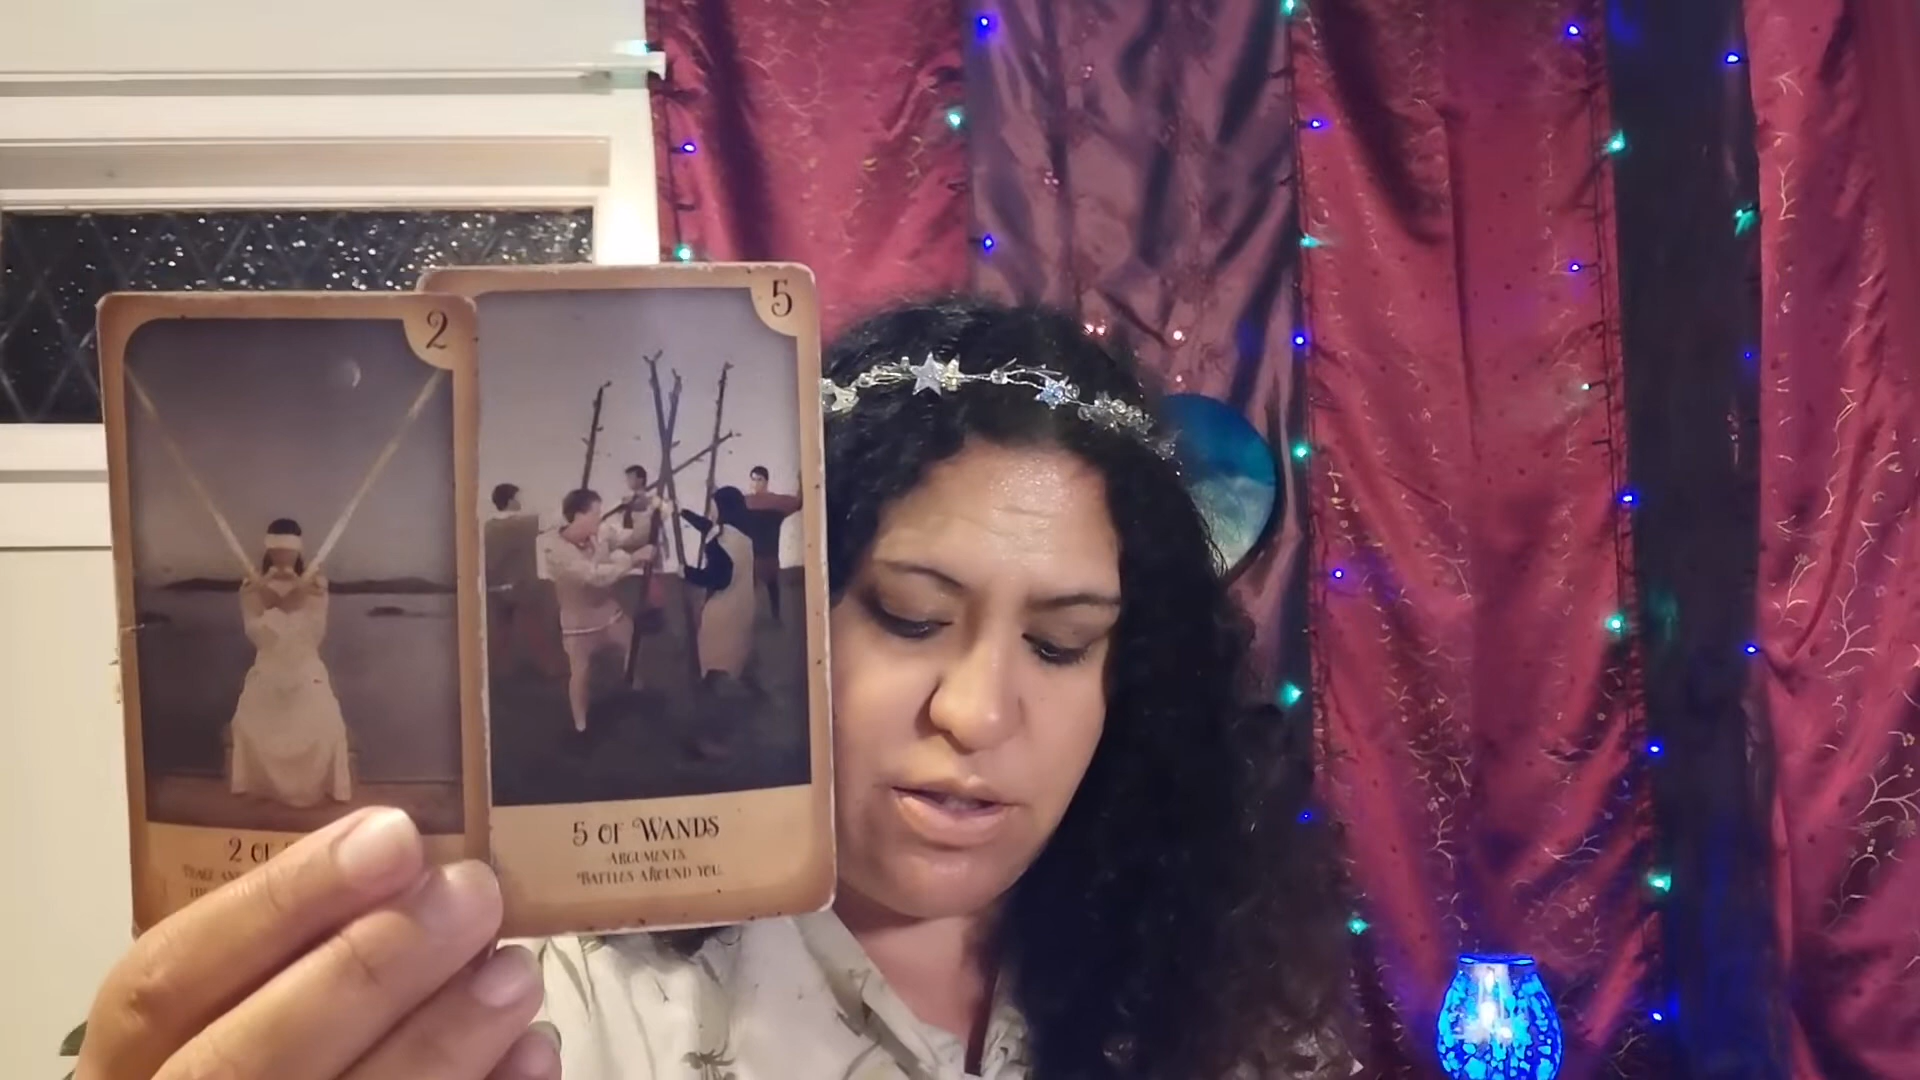 2
2 OF
5
5 OF WANDS
ARGUMENTS.
BATTLES AROUND YOU.